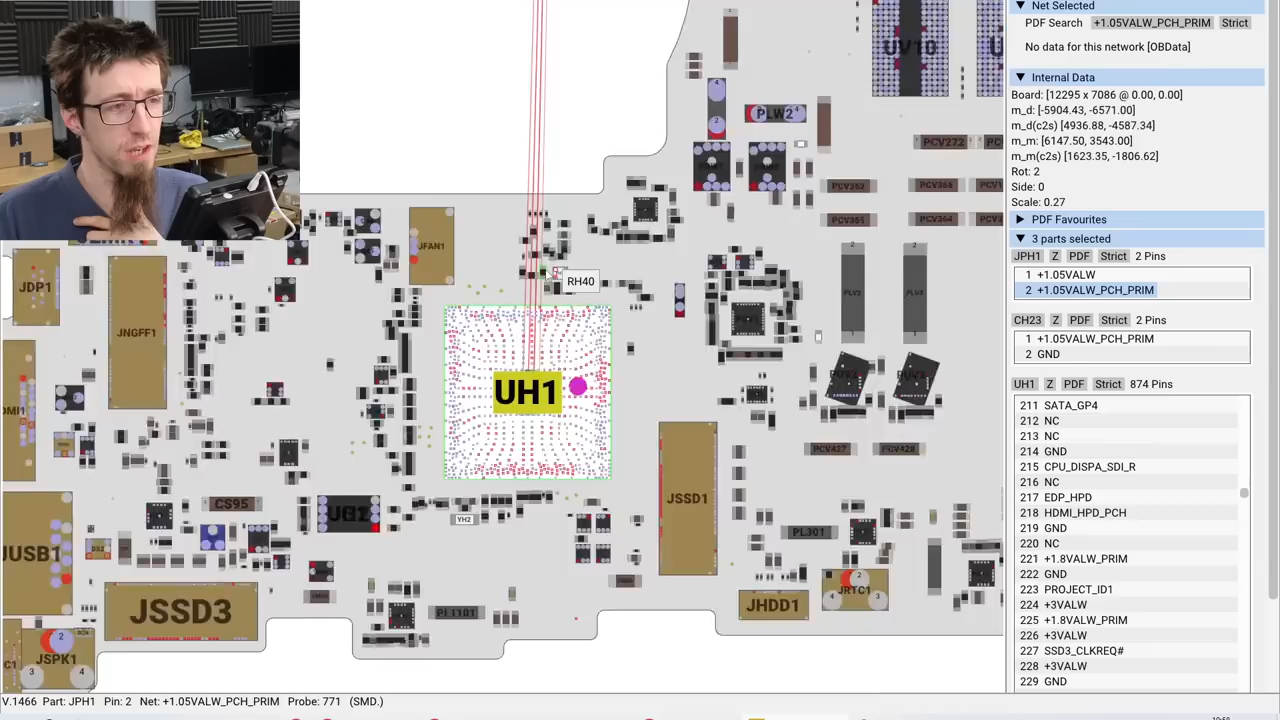 Net Selected
PDF Search +1.05VALW_PCH_PRIM Strict
No data for this network [OBData]
Internal Data
Board: [12295 x 7086 @ 0.00, 0.00]
m_d: [-5904.43, -6571.00]
m_d(c2s) [4936.88, -4587.34]
m_m: [6147.50, 3543.00]
m_m(c2s) [1623.35, -1806.62]
Rot: 2
Side: 0
Scale: 0.27
PDF Favourites
3 parts selected
JPH1 Z PDF Strict 2 Pins
1 +1.05VALW
2 +1.05VALW_PCH_PRIM
CH23 Z PDF Strict 2 Pins
1 +1.05VALW_PCH_PRIM
2 GND
UH1 Z PDF Strict 874 Pins
211 SATA_GP4
212 NC
213 NC
214 GND
215 CPU_DISPA_SDI_R
216 NC
217 EDP_HPD
218 HDMI_HPD_PCH
219 GND
220 NC
221 +1.8VALW_PRIM
222 GND
223 PROJECT_ID1
224 +3VALW
225 +1.8VALW_PRIM
226 +3VALW
227 SSD3_CLKREQ#
228 +3VALW
229 GND
PLW2
PCV272
JFAN1
RH40
JDP1
JNGFF1
UH1
PCV427
PCV428
CS95
YH2
JSSD1
JUSB1
PL301
JSSD3
PL1101
JHDD1
JRTC1
JSPK1
V.1466 Part: JPH1 Pin: 2 Net: +1.05VALW_PCH_PRIM Probe: 771 (SMD.)